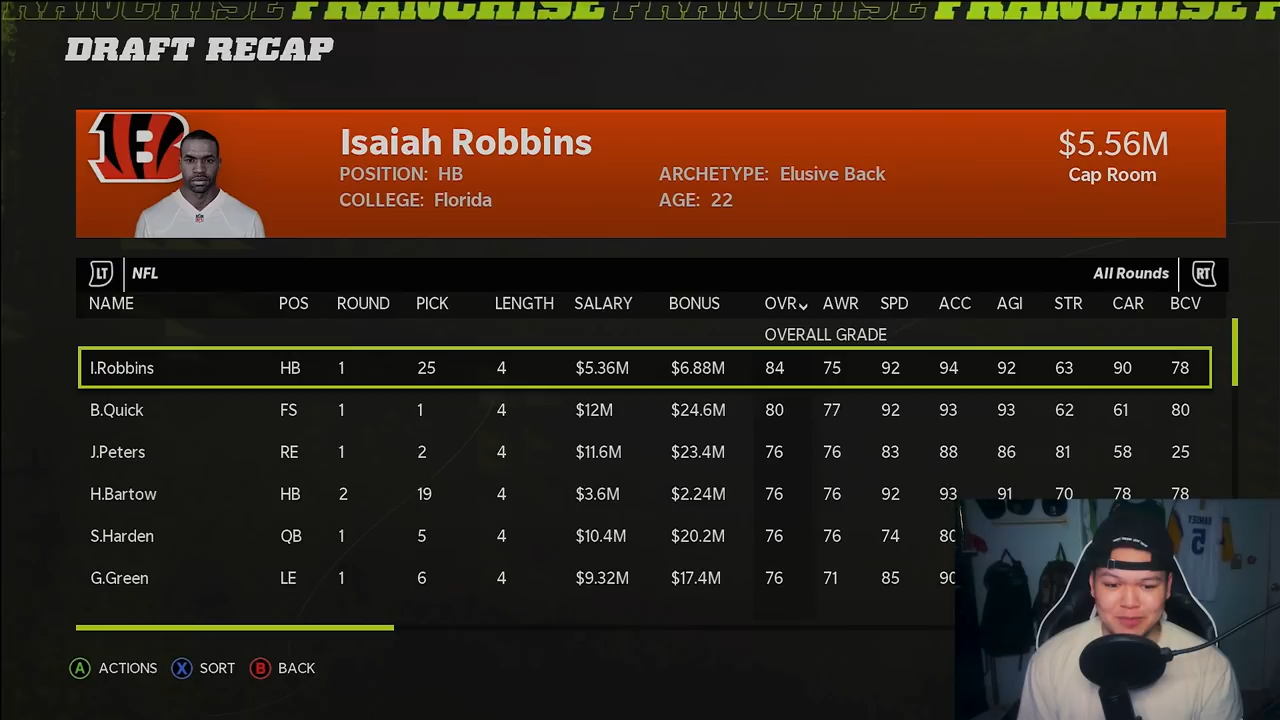 FRANCHISE FRANCHISE FRANCHISE FRANCHISE
DRAFT RECAP
B
Isaiah Robbins
POSITION: HB
ARCHETYPE: Elusive Back
COLLEGE: Florida
AGE: 22
$5.56M
Cap Room
LT NFL
All Rounds RT
NAME POS ROUND PICK LENGTH SALARY BONUS OVR AWR SPD ACC AGI STR CAR BCV
OVERALL GRADE
I.Robbins HB 1 25 4 $5.36M $6.88M 84 75 92 94 92 63 90 78
B.Quick FS 1 1 4 $12M $24.6M 80 77 92 93 93 62 61 80
J.Peters RE 1 2 4 $11.6M $23.4M 76 76 83 88 86 81 58 25
H.Bartow HB 2 19 4 $3.6M $2.24M 76 76 92 93 91 70 78 78
S.Harden QB 1 5 4 $10.4M $20.2M 76 76 74 80
G.Green LE 1 6 4 $9.32M $17.4M 76 71 85 90
RAMSEY
5
A ACTIONS X SORT B BACK